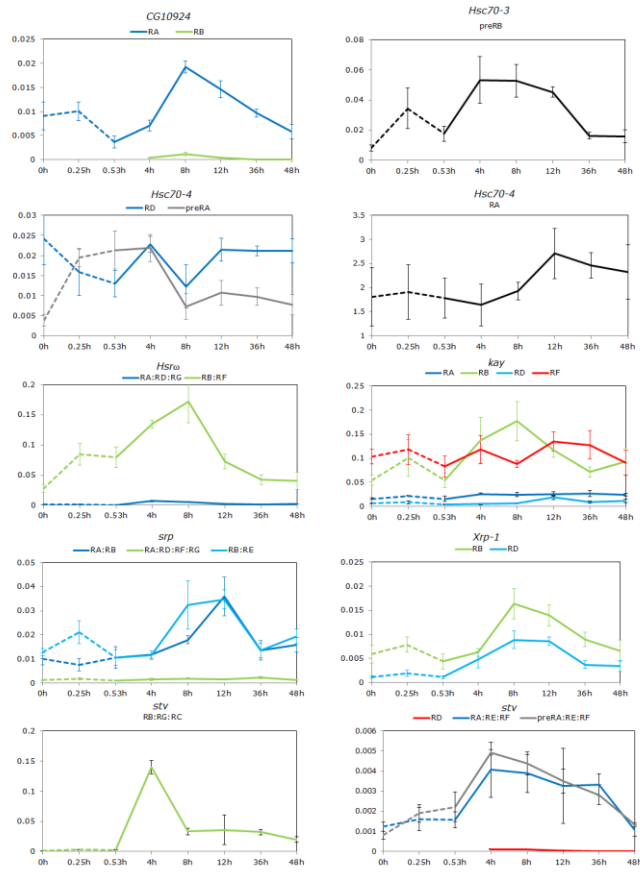 CG10924
RA RB
0.025
0.02
0.015
0.01
0.005
0
0h 0.25h 0.53h 4h 8h 12h 36h 48h
Hsc70-3
preRB
0.08
0.06
0.04
0.02
0
0h 0.25h 0.53h 4h 8h 12h 36h 48h
Hsc70-4
RD preRA
0.03
0.025
0.02
0.015
0.01
0.005
0
0h 0.25h 0.53h 4h 8h 12h 36h 48h
Hsc70-4
RA
3.5
3
2.5
2
1.5
1
0h 0.25h 0.53h 4h 8h 12h 36h 48h
Hsrω
RA:RD:RG RB:RF
0.2
0.15
0.1
0.05
0
0h 0.25h 0.53h 4h 8h 12h 36h 48h
kay
RA RB RD RF
0.25
0.2
0.15
0.1
0.05
0
0h 0.25h 0.53h 4h 8h 12h 36h 48h
srp
RA:RB RA:RD:RF:RG RB:RE
0.05
0.04
0.03
0.02
0.01
0
0h 0.25h 0.53h 4h 8h 12h 36h 48h
Xrp-1
RB RD
0.025
0.02
0.015
0.01
0.005
0
0h 0.25h 0.53h 4h 8h 12h 36h 48h
stv
RB:RG:RC
0.2
0.15
0.1
0.05
0
0h 0.25h 0.53h 4h 8h 12h 36h 48h
stv
RD RA:RE:RF preRA:RE:RF
0.006
0.005
0.004
0.003
0.002
0.001
0
0h 0.25h 0.53h 4h 8h 12h 36h 48h